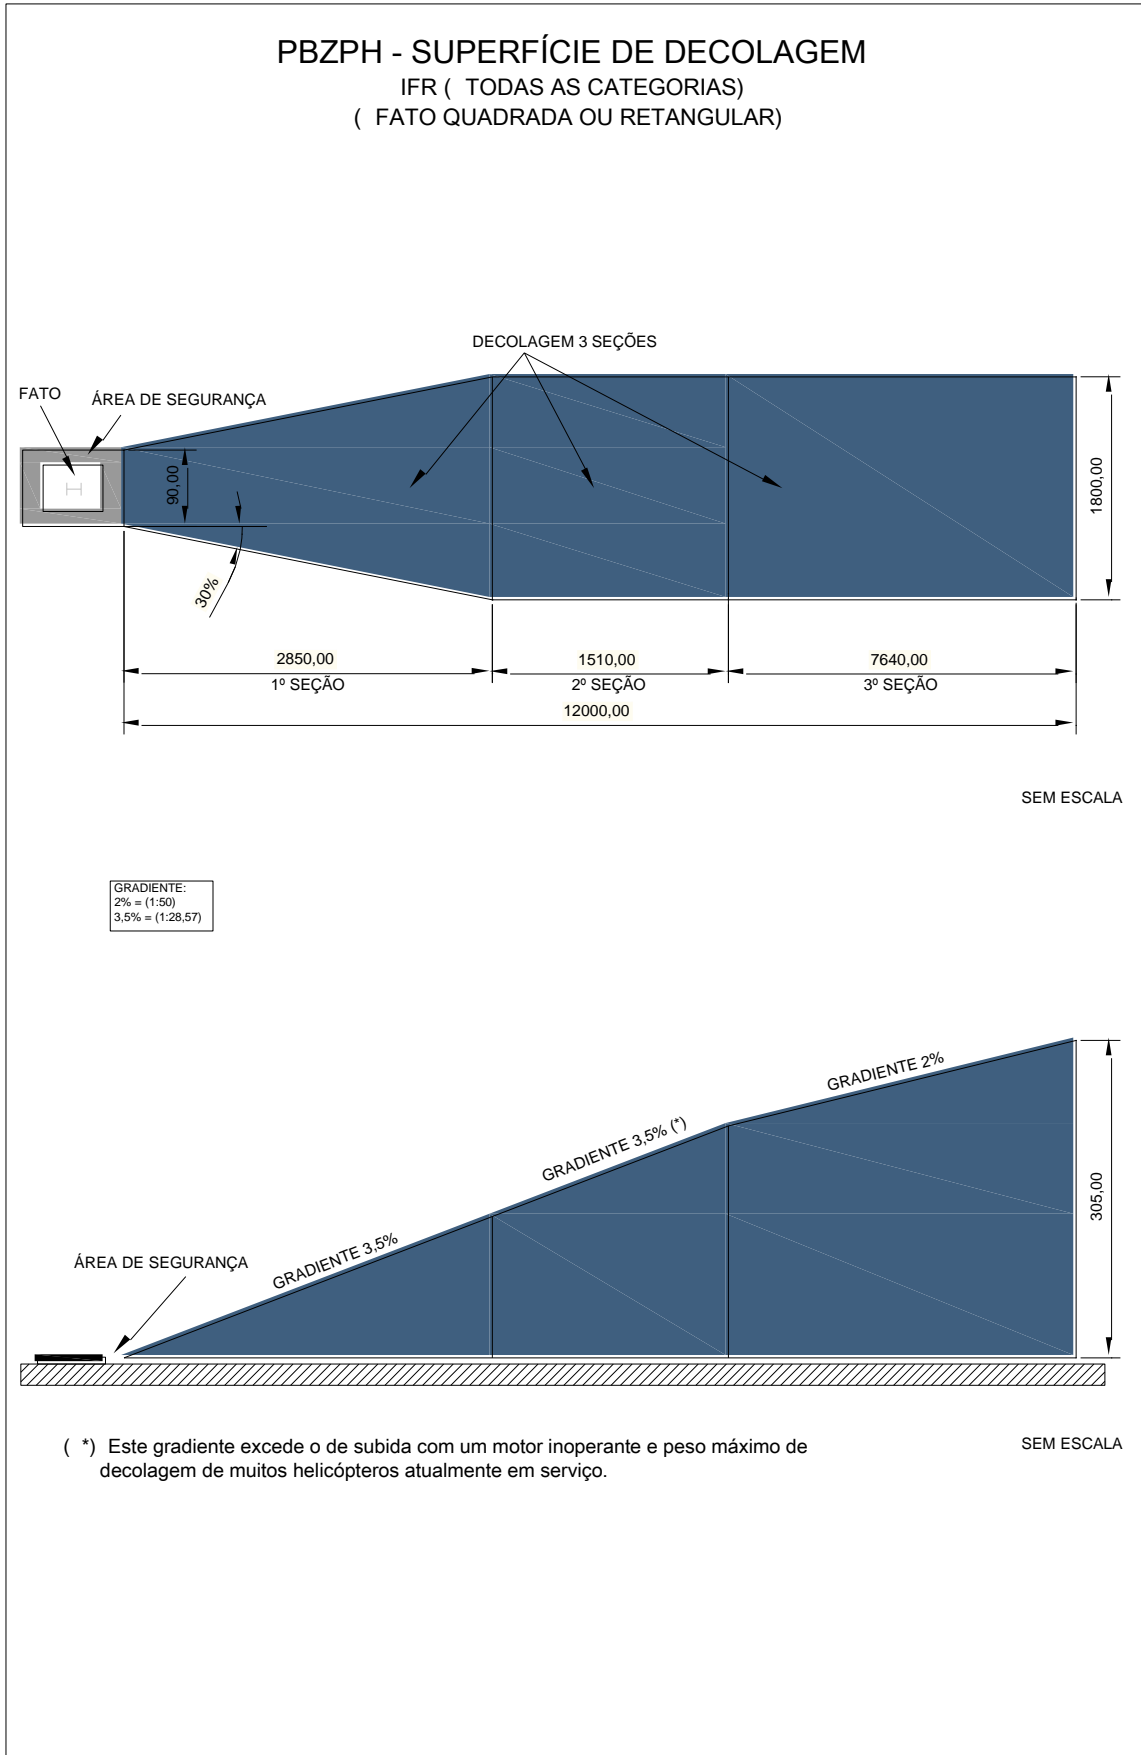 PBZPH - SUPERFÍCIE DE DECOLAGEM
IFR ( TODAS AS CATEGORIAS)
( FATO QUADRADA OU RETANGULAR)
DECOLAGEM 3 SEÇÕES
FATO
ÁREA DE SEGURANÇA
90,00
H
1800,00
30%
2850,00
1510,00
7640,00
1º SEÇÃO
2º SEÇÃO
3º SEÇÃO
12000,00
SEM ESCALA
GRADIENTE:
2% = (1:50)
3,5% = (1:28,57)
GRADIENTE 2%
GRADIENTE 3,5% (*)
305,00
GRADIENTE 3,5%
ÁREA DE SEGURANÇA
( *) Este gradiente excede o de subida com um motor inoperante e peso máximo de
decolagem de muitos helicópteros atualmente em serviço.
SEM ESCALA